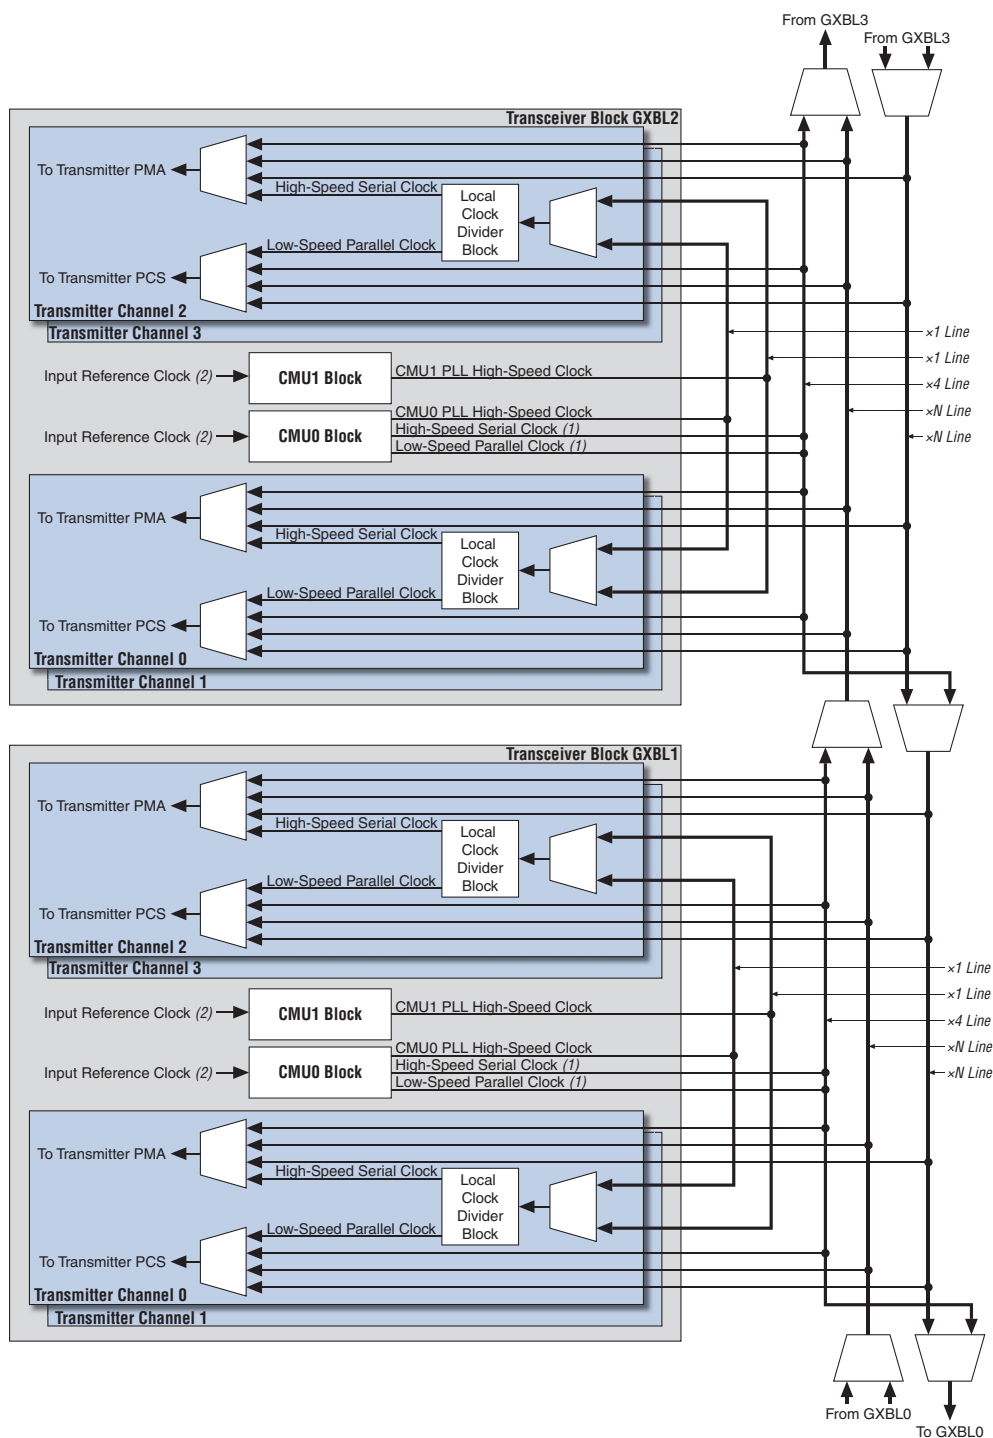 From GXBL3
From GXBL3
Transceiver Block GXBL2
To Transmitter PMA
High-Speed Serial Clock
Local
Clock
Divider
Block
Low-Speed Parallel Clock
To Transmitter PCS
Transmitter Channel 2
Transmitter Channel 3
×1 Line
×1 Line
×4 Line
×N Line
×N Line
Input Reference Clock (2)
CMU1 Block
CMU1 PLL High-Speed Clock
Input Reference Clock (2)
CMU0 Block
CMU0 PLL High-Speed Clock
High-Speed Serial Clock (1)
Low-Speed Parallel Clock (1)
To Transmitter PMA
High-Speed Serial Clock
Local
Clock
Divider
Block
Low-Speed Parallel Clock
To Transmitter PCS
Transmitter Channel 0
Transmitter Channel 1
Transceiver Block GXBL1
To Transmitter PMA
High-Speed Serial Clock
Local
Clock
Divider
Block
Low-Speed Parallel Clock
To Transmitter PCS
Transmitter Channel 2
Transmitter Channel 3
×1 Line
×1 Line
×4 Line
×N Line
×N Line
Input Reference Clock (2)
CMU1 Block
CMU1 PLL High-Speed Clock
Input Reference Clock (2)
CMU0 Block
CMU0 PLL High-Speed Clock
High-Speed Serial Clock (1)
Low-Speed Parallel Clock (1)
To Transmitter PMA
High-Speed Serial Clock
Local
Clock
Divider
Block
Low-Speed Parallel Clock
To Transmitter PCS
Transmitter Channel 0
Transmitter Channel 1
From GXBL0
To GXBL0